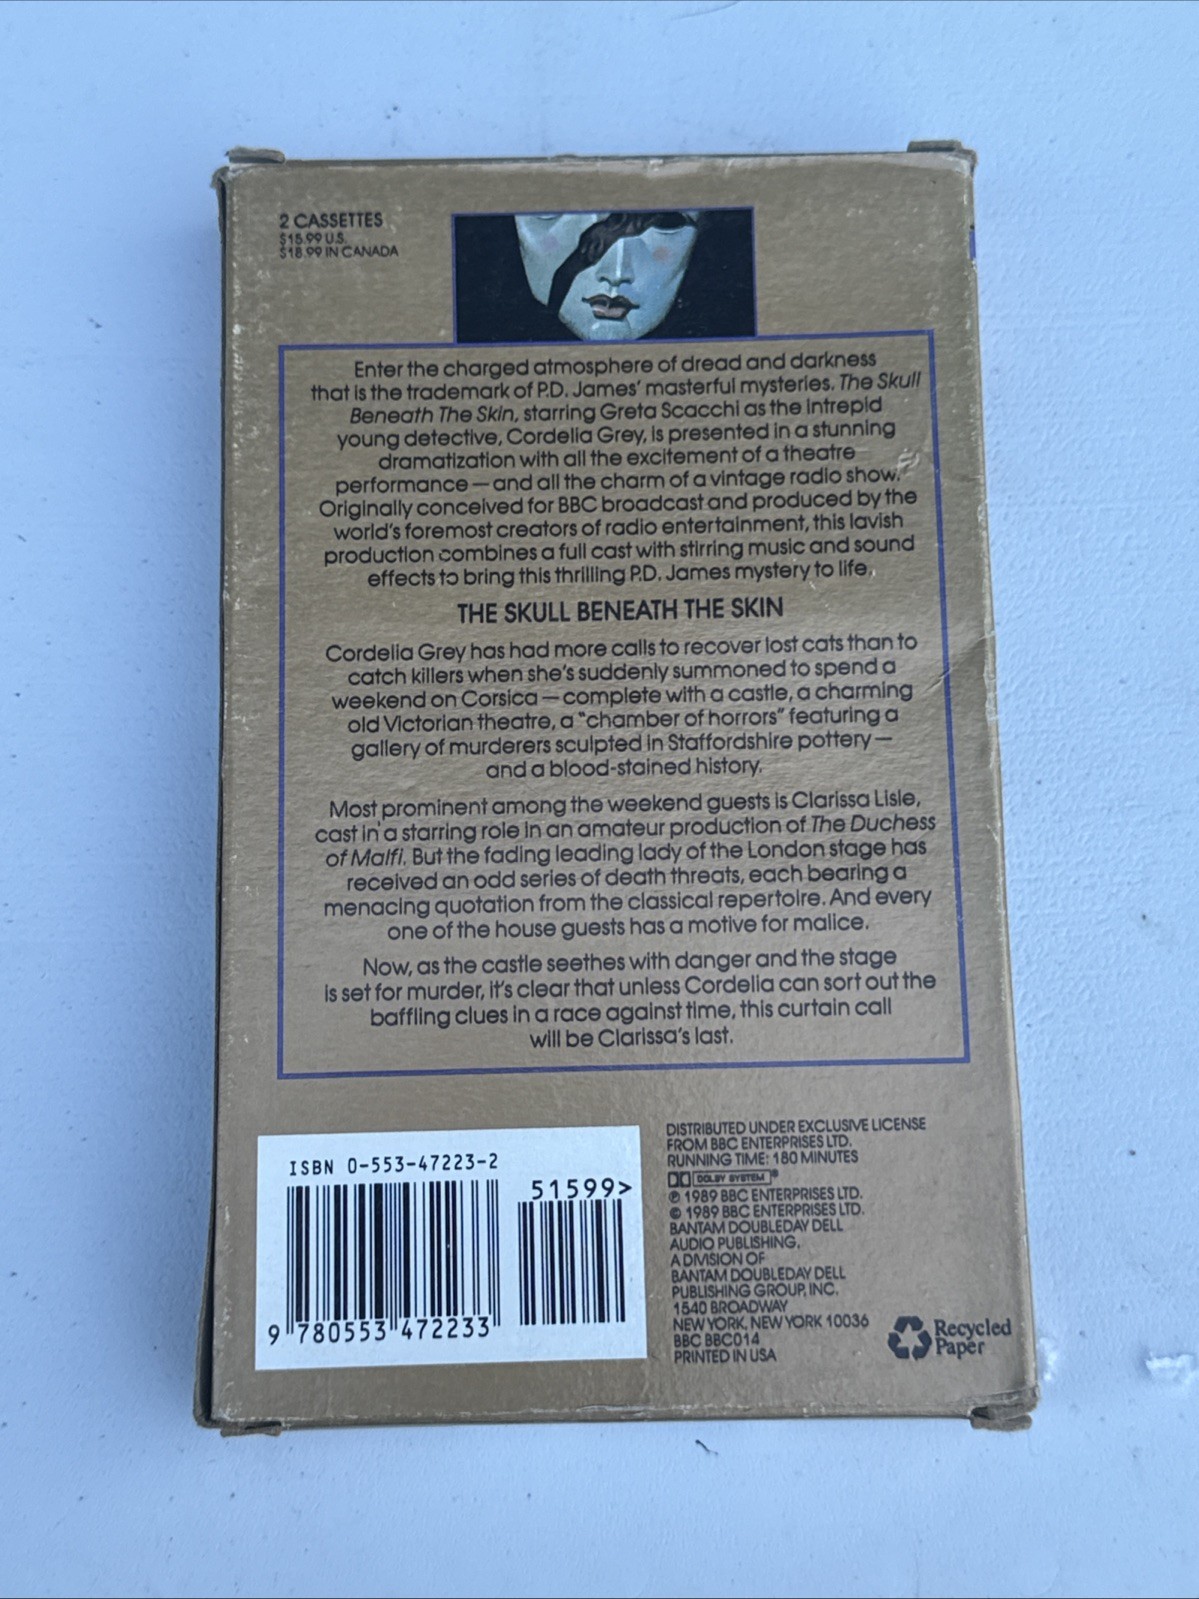 2 CASSETTES
$15.99 U.S.
$18.99 IN CANADA
Enter the charged atmosphere of dread and darkness
that is the trademark of P.D. James' masterful mysteries. The Skull
Beneath The Skin, starring Greta Scacchi as the intrepid
young detective, Cordelia Grey, is presented in a stunning
dramatization with all the excitement of a theatre
performance — and all the charm of a vintage radio show.
Originally conceived for BBC broadcast and produced by the
world's foremost creators of radio entertainment, this lavish
production combines a full cast with stirring music and sound
effects to bring this thrilling P.D. James mystery to life.
THE SKULL BENEATH THE SKIN
Cordelia Grey has had more calls to recover lost cats than to
catch killers when she's suddenly summoned to spend a
weekend on Corsica — complete with a castle, a charming
old Victorian theatre, a "chamber of horrors" featuring a
gallery of murderers sculpted in Staffordshire pottery —
and a blood-stained history.
Most prominent among the weekend guests is Clarissa Lisle,
cast in a starring role in an amateur production of The Duchess
of Malfi. But the fading leading lady of the London stage has
received an odd series of death threats, each bearing a
menacing quotation from the classical repertoire. And every
one of the house guests has a motive for malice.
Now, as the castle seethes with danger and the stage
is set for murder, it's clear that unless Cordelia can sort out the
baffling clues in a race against time, this curtain call
will be Clarissa's last.
ISBN 0-553-47223-2
51599>
9 780553 472233
DISTRIBUTED UNDER EXCLUSIVE LICENSE
FROM BBC ENTERPRISES LTD.
RUNNING TIME: 180 MINUTES
DOLBY SYSTEM®
℗ 1989 BBC ENTERPRISES LTD.
© 1989 BBC ENTERPRISES LTD.
BANTAM DOUBLEDAY DELL
AUDIO PUBLISHING,
A DIVISION OF
BANTAM DOUBLEDAY DELL
PUBLISHING GROUP, INC.
1540 BROADWAY
NEW YORK, NEW YORK 10036
BBC BBC014
PRINTED IN USA
Recycled
Paper